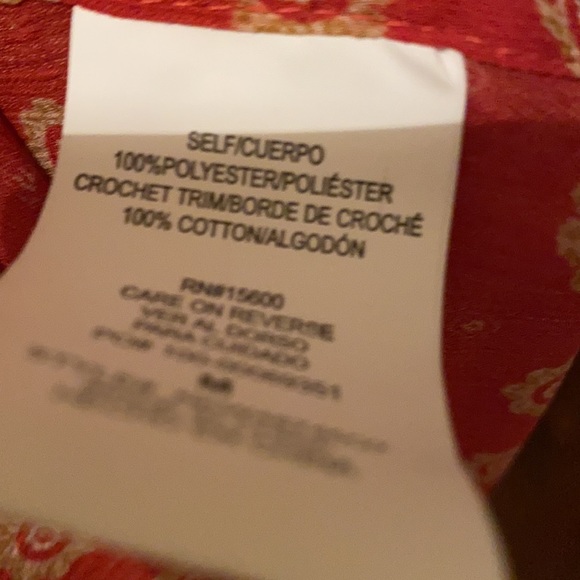 SELF/CUERPO
100%POLYESTER/POLIÉSTER
CROCHET TRIM/BORDE DE CROCHÉ
100% COTTON/ALGODÓN
RN#15600
CARE ON REVERSE
VER AL DORSO
PARA CUIDADO
PO#
M